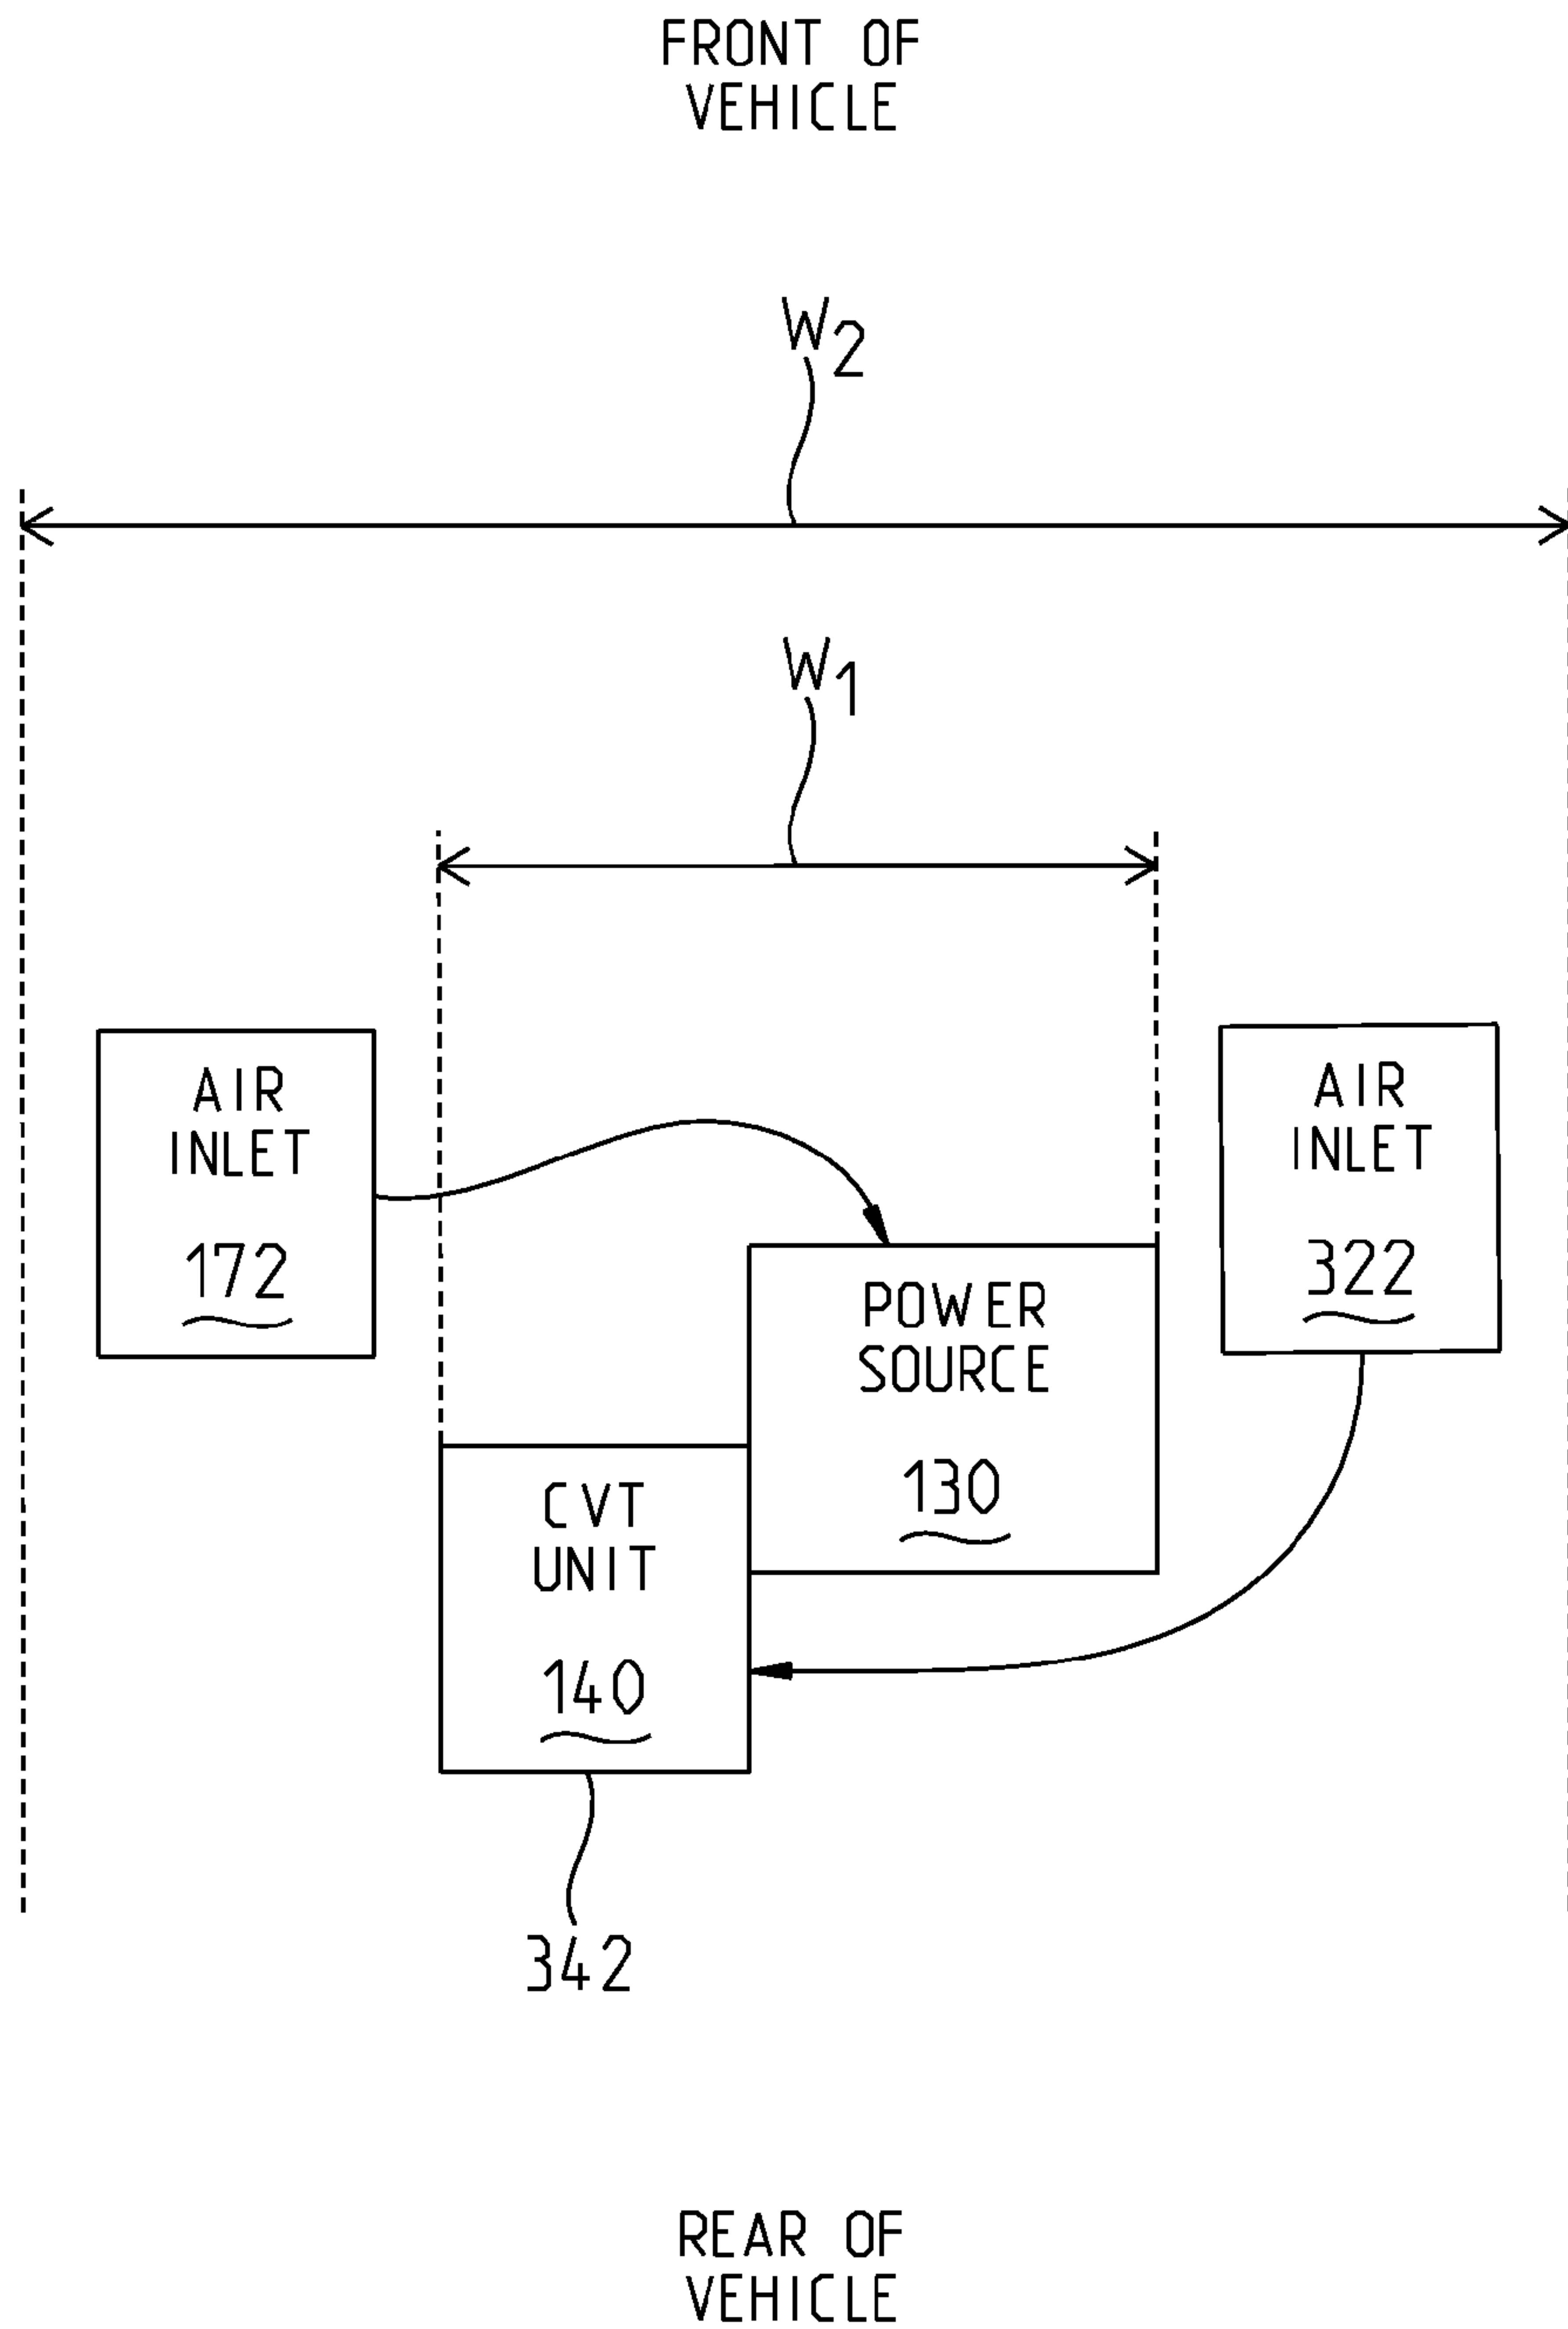 FRONT OF
VEHICLE
W2
W1
AIR
INLET
172
AIR
INLET
322
POWER
SOURCE
130
CVT
UNIT
140
342
REAR OF
VEHICLE